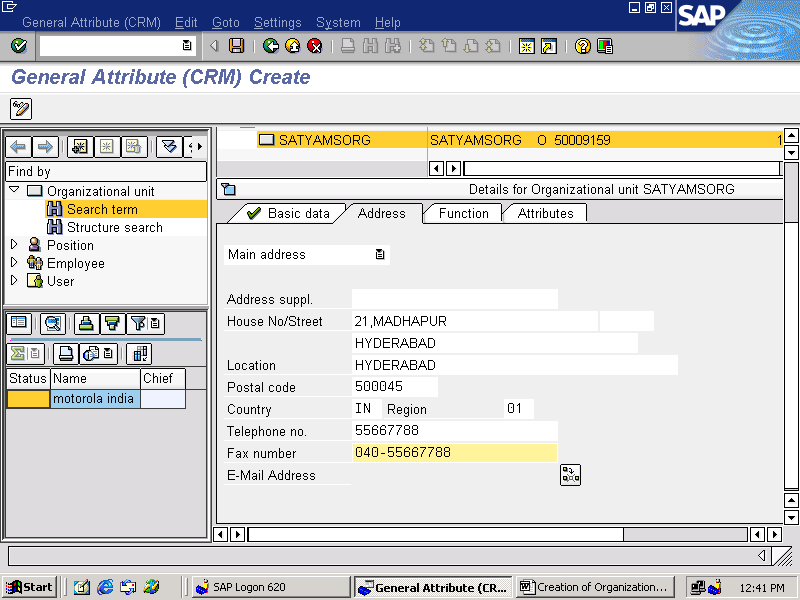 General Attribute (CRM) Edit Goto Settings System Help
SAP
General Attribute (CRM) Create
Find by
Organizational unit
Search term
Structure search
Position
Employee
User
Status Name Chief
motorola india
SATYAMSORG SATYAMSORG O 50009159 1
Details for Organizational unit SATYAMSORG
Basic data Address Function Attributes
Main address
Address suppl.
House No/Street 21,MADHAPUR
HYDERABAD
Location HYDERABAD
Postal code 500045
Country IN Region 01
Telephone no. 55667788
Fax number 040-55667788
E-Mail Address
Start SAP Logon 620 General Attribute (CR... Creation of Organization... 12:41 PM